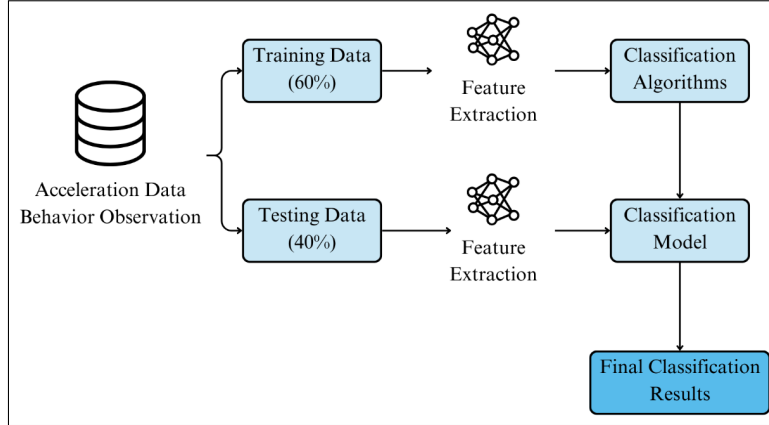 Training Data
(60%)
Feature
Extraction
Classification
Algorithms
Acceleration Data
Behavior Observation
Testing Data
(40%)
Feature
Extraction
Classification
Model
Final Classification
Results